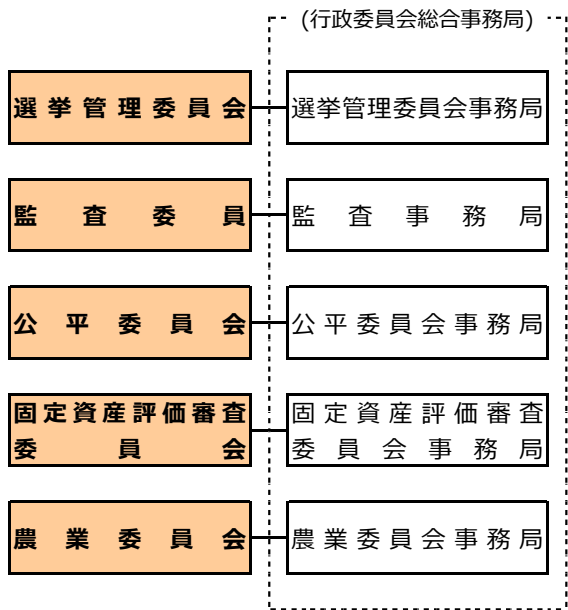 (行政委員会総合事務局)
選挙管理委員会
選挙管理委員会事務局
監査委員
監査事務局
公平委員会
公平委員会事務局
固定資産評価審査
委員会
固定資産評価審査
委員会事務局
農業委員会
農業委員会事務局